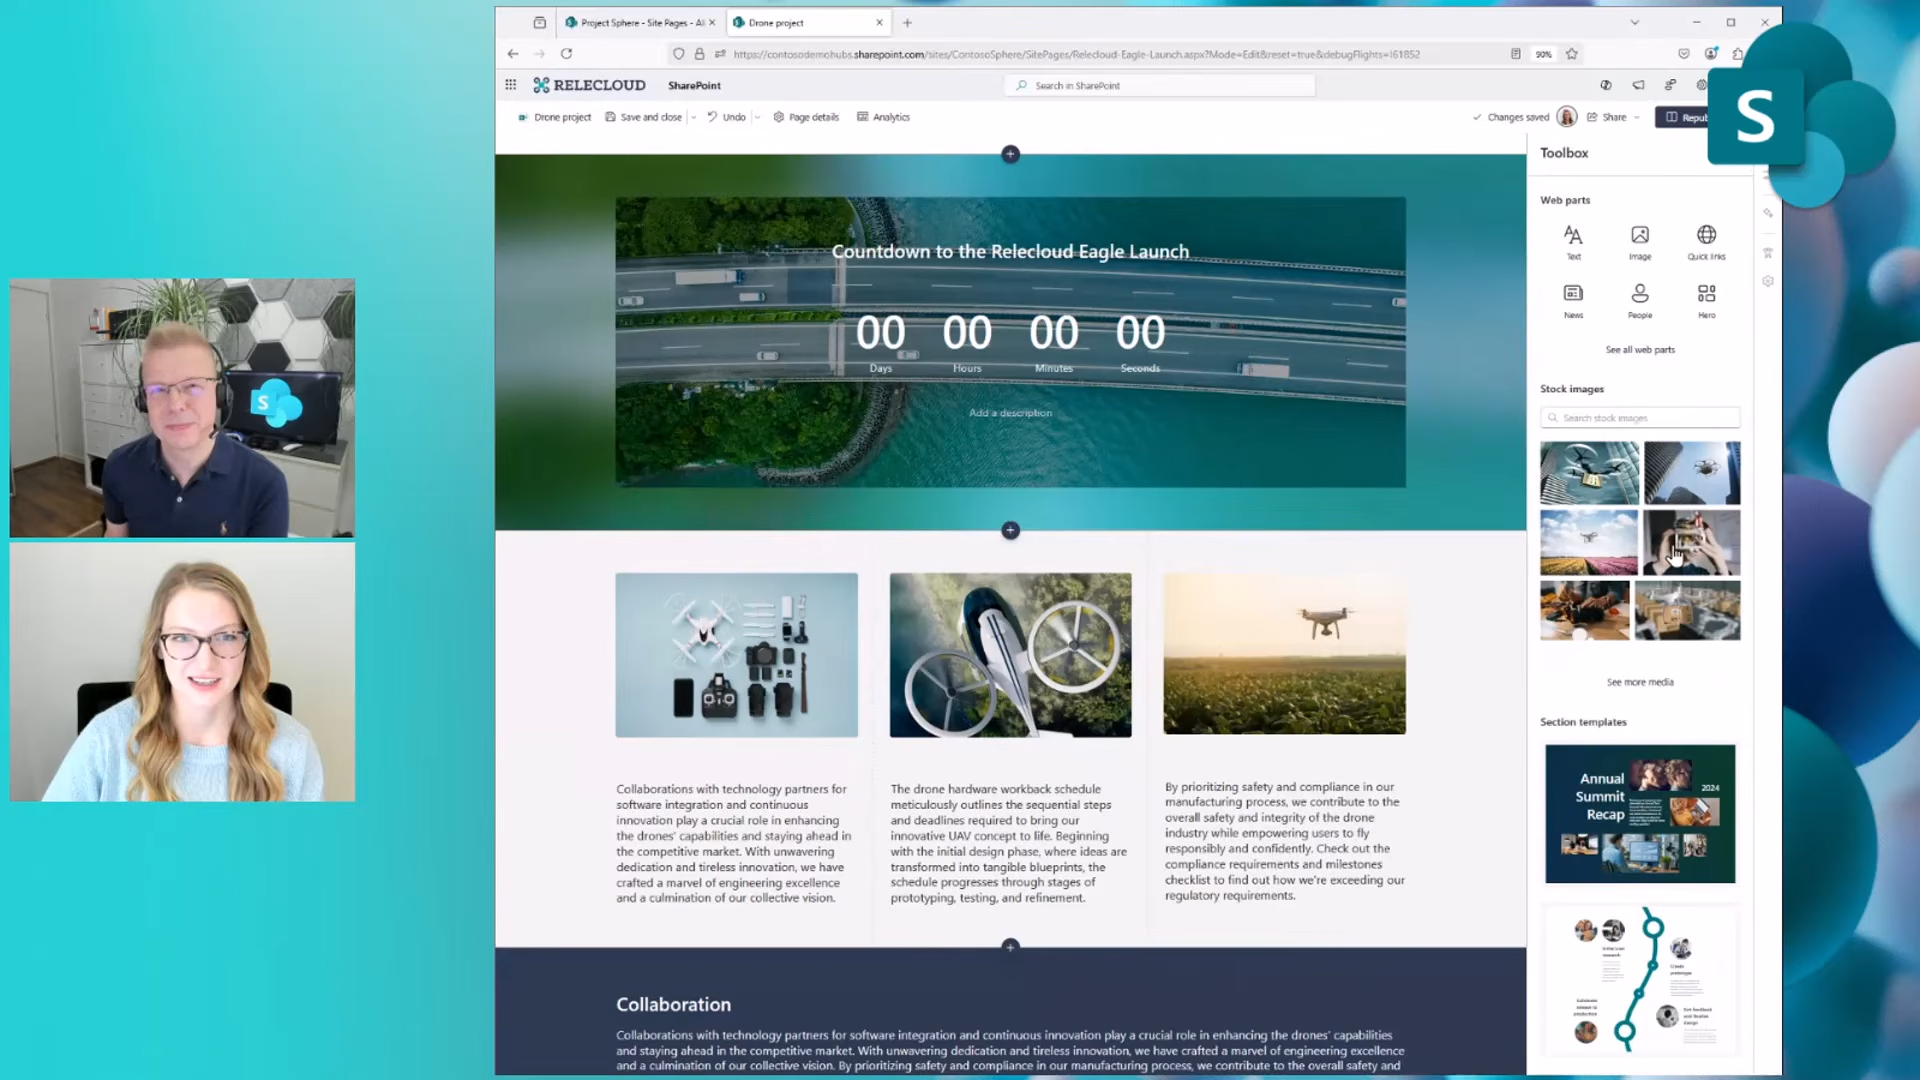 Project Sphere - Site Pages - Al
Drone project
https://contosodemohubs.sharepoint.com/sites/ContosoSphere/SitePages/Relecloud-Eagle-Launch.aspx?Mode=Edit&reset=true&debugFlights=161852
90%
RELECLOUD
SharePoint
Search in SharePoint
Drone project
Save and close
Undo
Page details
Analytics
Changes saved
Share
Repu
S
Toolbox
Web parts
Text
Image
Quick links
News
People
Hero
See all web parts
Stock images
Search stock images
See more media
Section templates
Annual
Summit
Recap
2024
Countdown to the Relecloud Eagle Launch
00 00 00 00
Days Hours Minutes Seconds
Add a description
Collaborations with technology partners for
software integration and continuous
innovation play a crucial role in enhancing
the drones' capabilities and staying ahead in
the competitive market. With unwavering
dedication and tireless innovation, we have
crafted a marvel of engineering excellence
and a culmination of our collective vision.
The drone hardware workback schedule
meticulously outlines the sequential steps
and deadlines required to bring our
innovative UAV concept to life. Beginning
with the initial design phase, where ideas are
transformed into tangible blueprints, the
schedule progresses through stages of
prototyping, testing, and refinement.
By prioritizing safety and compliance in our
manufacturing process, we contribute to the
overall safety and integrity of the drone
industry while empowering users to fly
responsibly and confidently. Check out the
compliance requirements and milestones
checklist to find out how we're exceeding our
regulatory requirements.
Collaboration
Collaborations with technology partners for software integration and continuous innovation play a crucial role in enhancing the drones' capabilities
and staying ahead in the competitive market. With unwavering dedication and tireless innovation, we have crafted a marvel of engineering excellence
and a culmination of our collective vision. By prioritizing safety and compliance in our manufacturing process, we contribute to the overall safety and
S